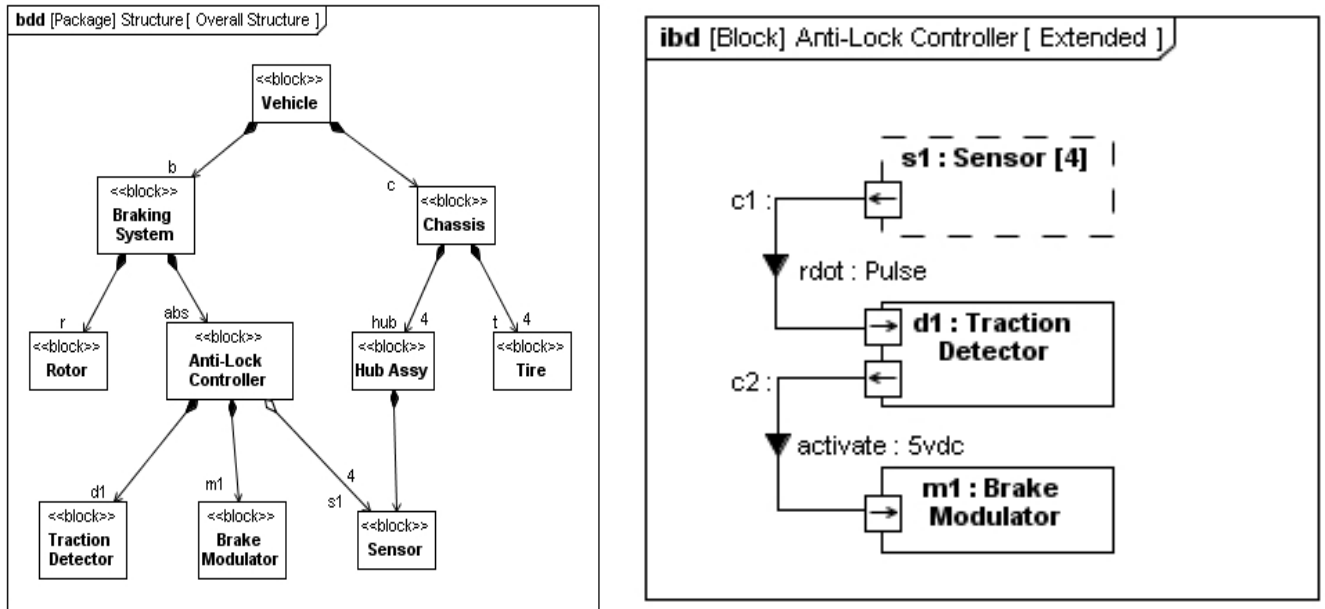 bdd [Package] Structure [ Overall Structure ]
<<block>>
Vehicle
b
c
<<block>>
Braking
System
<<block>>
Chassis
r
abs
hub
4
t
4
<<block>>
Rotor
<<block>>
Anti-Lock
Controller
<<block>>
Hub Assy
<<block>>
Tire
d1
m1
s1
4
<<block>>
Traction
Detector
<<block>>
Brake
Modulator
<<block>>
Sensor
ibd [Block] Anti-Lock Controller [ Extended ]
s1 : Sensor [4]
c1 :
rdot : Pulse
d1 : Traction
Detector
c2 :
activate : 5vdc
m1 : Brake
Modulator